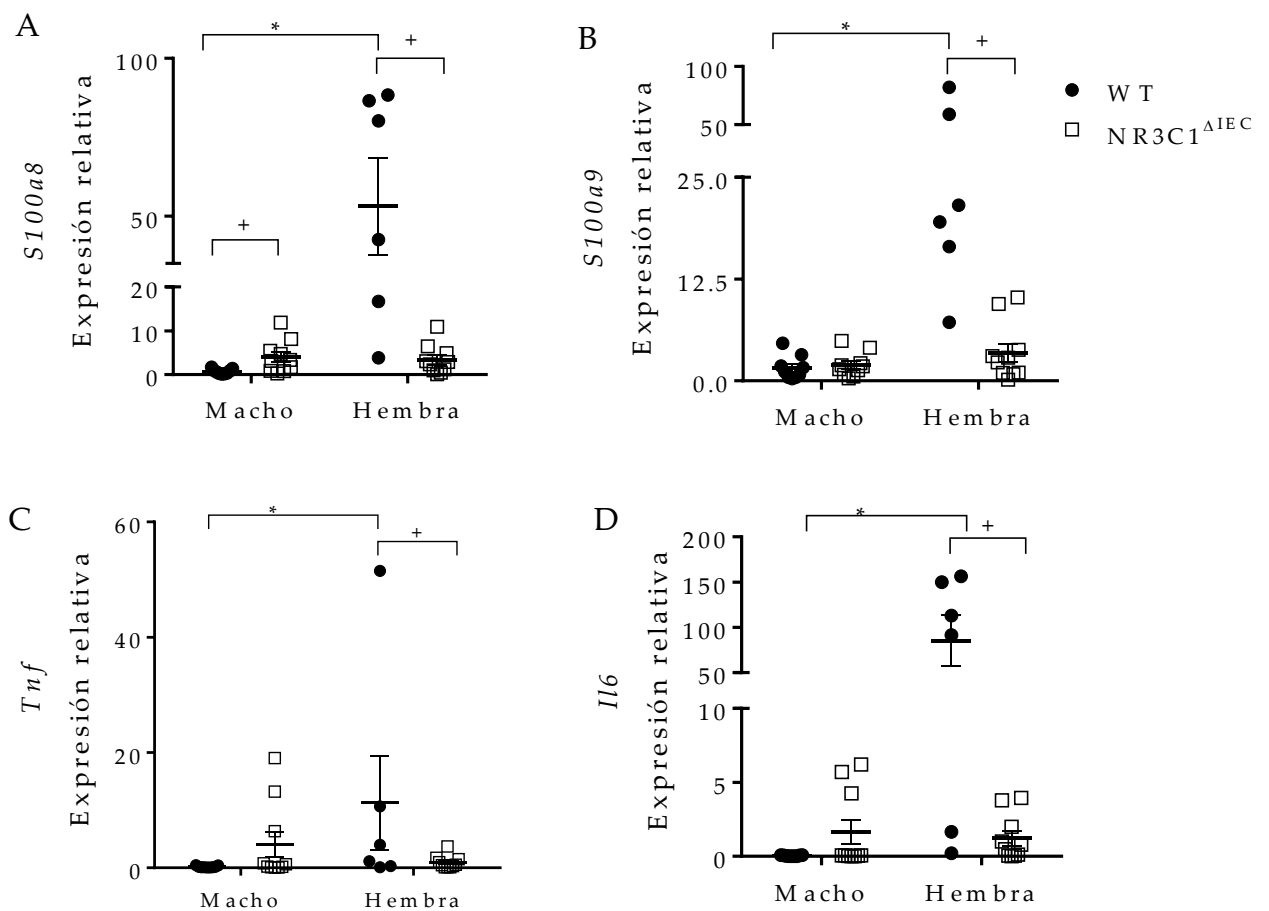 A
*
+
100
50
20
10
0
+
S100a8
Expresión relativa
Macho Hembra
B
*
+
100
50
25.0
12.5
0.0
S100a9
Expresión relativa
Macho Hembra
WT
NR3C1^ΔIEC
C
*
+
60
40
20
0
Tnf
Expresión relativa
Macho Hembra
D
*
+
200
150
100
50
10
5
0
Il6
Expresión relativa
Macho Hembra